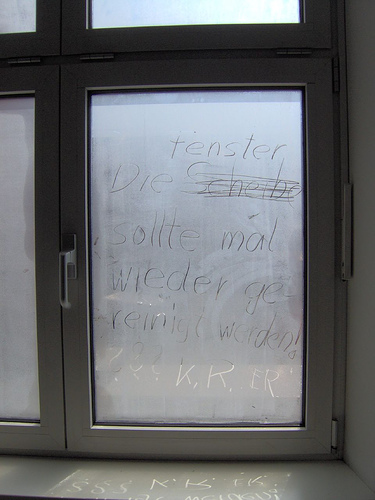 fenster
Die Scheibe
sollte mal
wieder ge-
reinigt werden!
??? K.R. ER